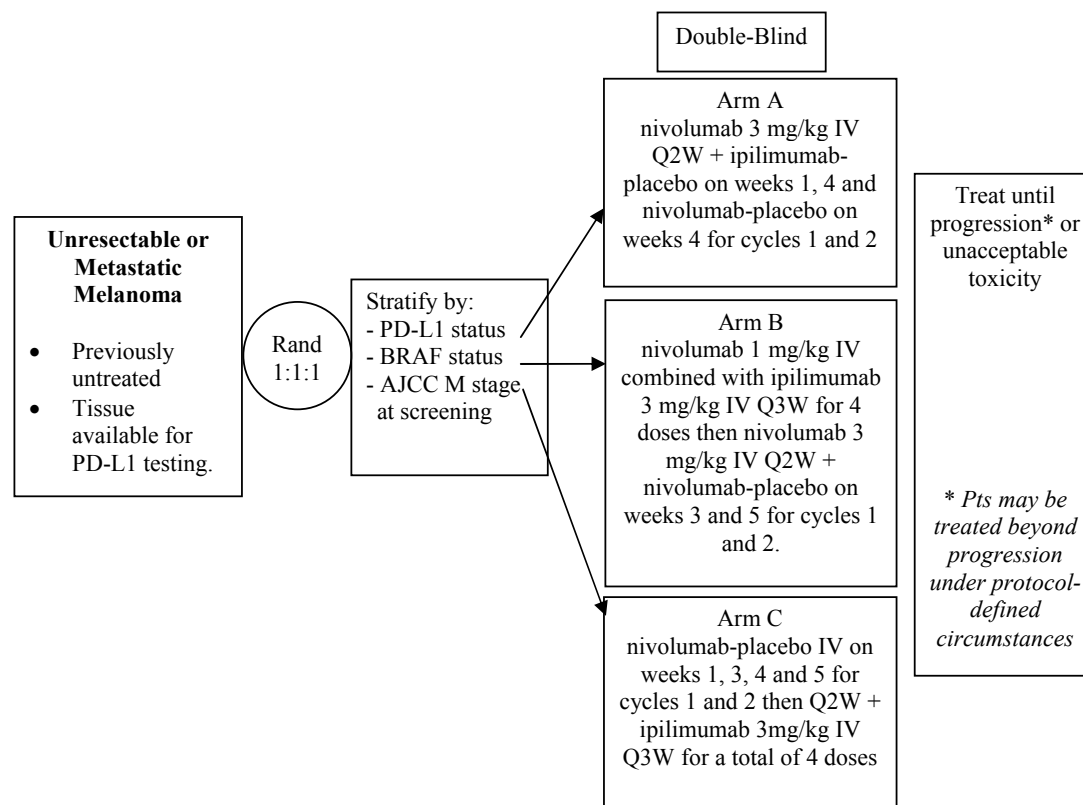 Double-Blind
Unresectable or
Metastatic
Melanoma
• Previously
untreated
• Tissue
available for
PD-L1 testing.
Rand
1:1:1
Stratify by:
- PD-L1 status
- BRAF status
- AJCC M stage
at screening
Arm A
nivolumab 3 mg/kg IV
Q2W + ipilimumab-
placebo on weeks 1, 4 and
nivolumab-placebo on
weeks 4 for cycles 1 and 2
Arm B
nivolumab 1 mg/kg IV
combined with ipilimumab
3 mg/kg IV Q3W for 4
doses then nivolumab 3
mg/kg IV Q2W +
nivolumab-placebo on
weeks 3 and 5 for cycles 1
and 2.
Arm C
nivolumab-placebo IV on
weeks 1, 3, 4 and 5 for
cycles 1 and 2 then Q2W +
ipilimumab 3mg/kg IV
Q3W for a total of 4 doses
Treat until
progression* or
unacceptable
toxicity
* Pts may be
treated beyond
progression
under protocol-
defined
circumstances